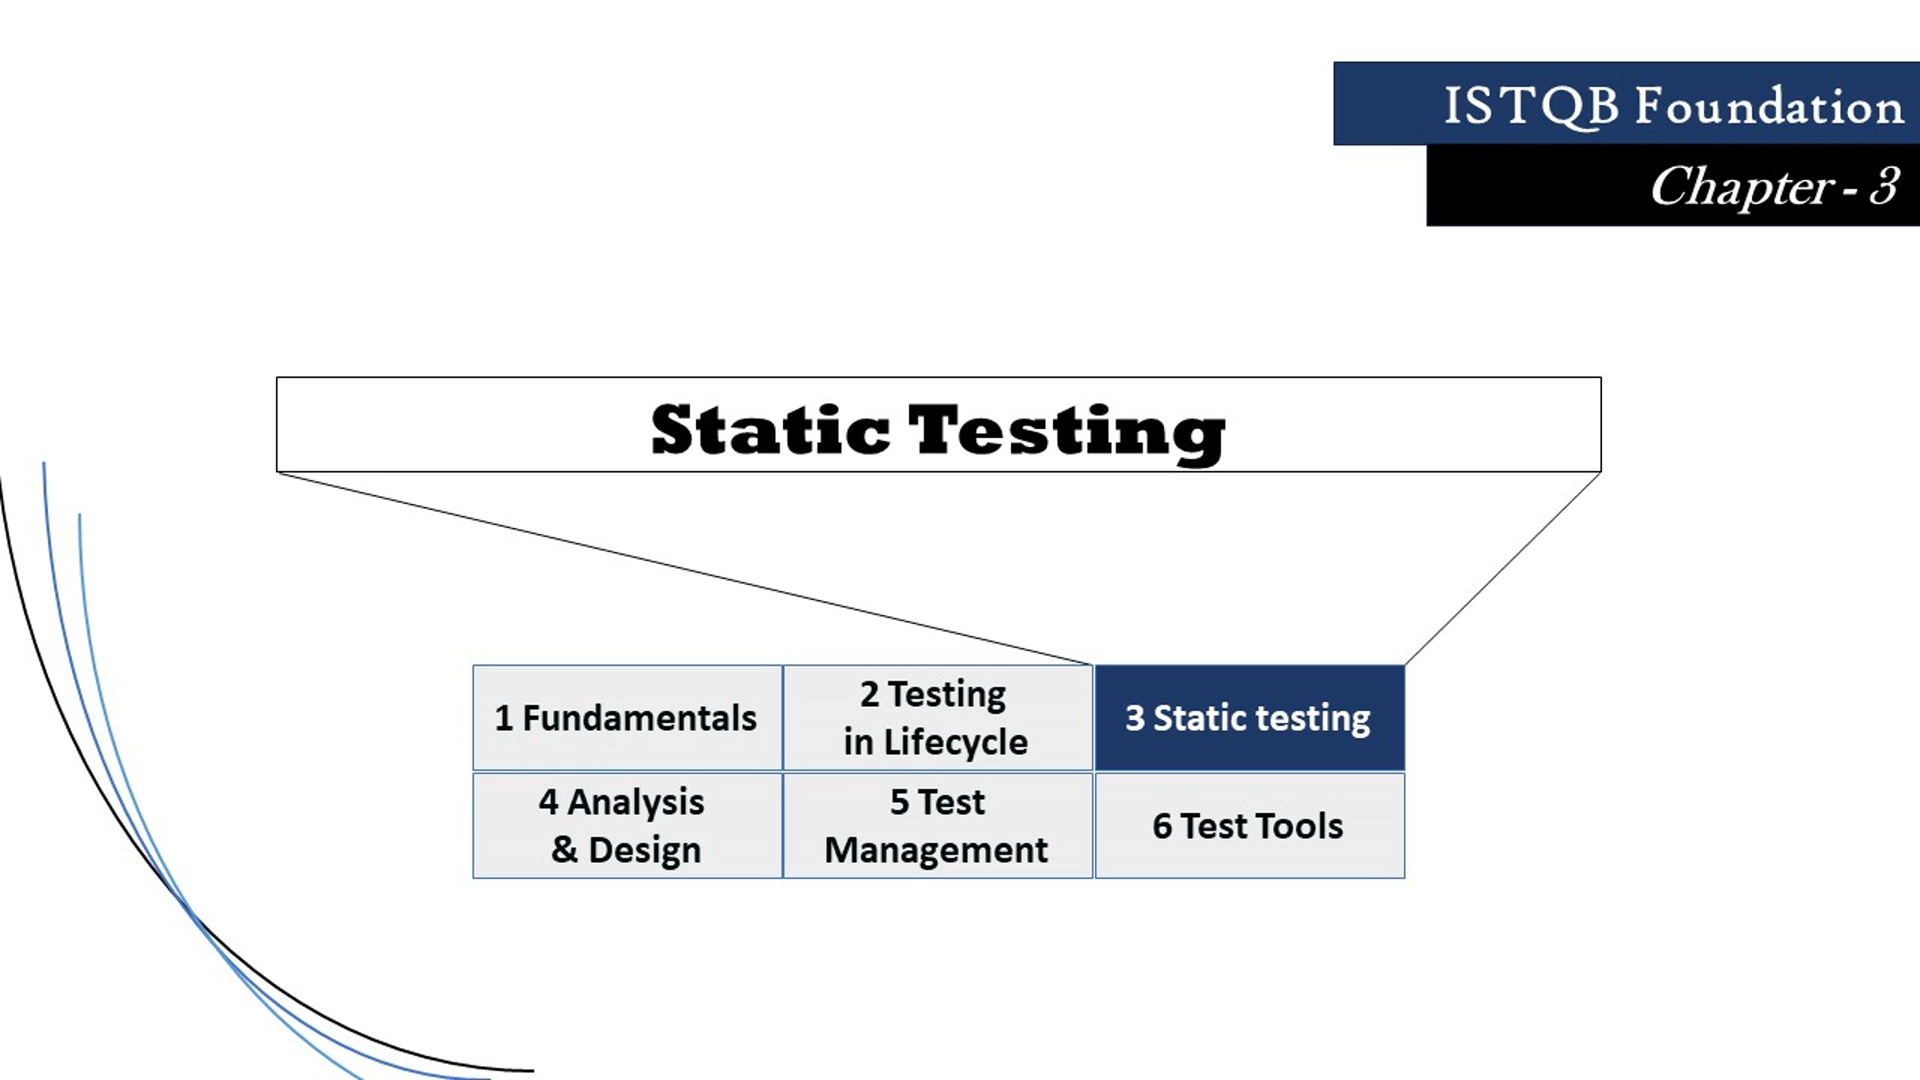 ISTQB Foundation
Chapter - 3
Static Testing
1 Fundamentals
2 Testing
in Lifecycle
3 Static testing
4 Analysis
& Design
5 Test
Management
6 Test Tools